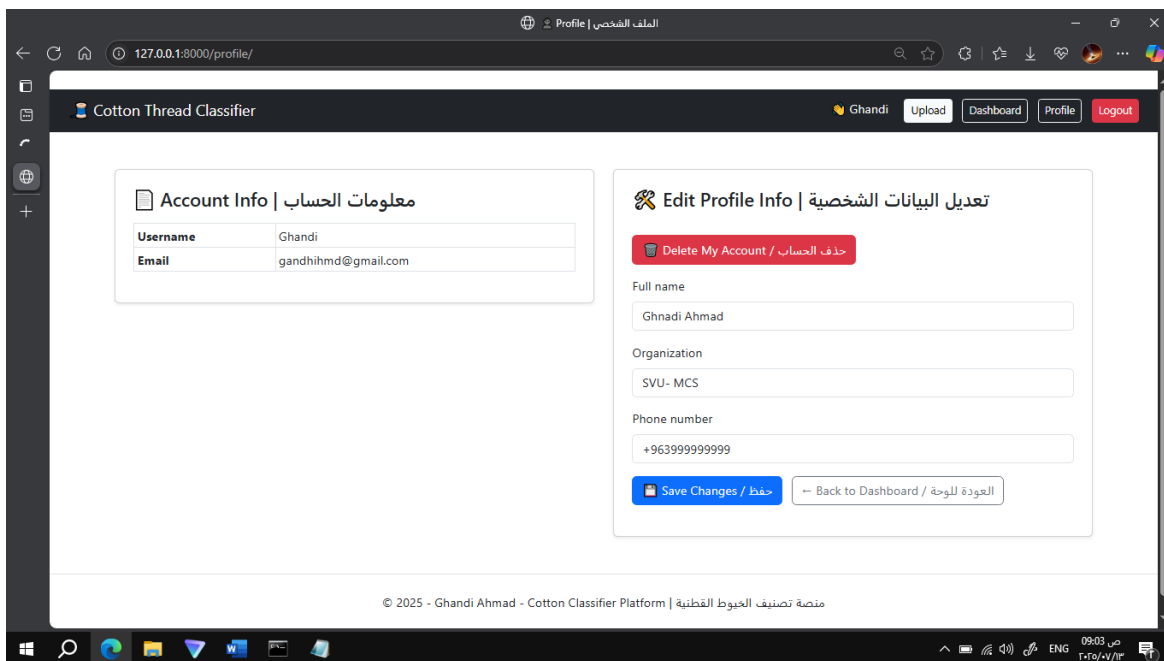 الملف الشخصي | Profile
127.0.0.1:8000/profile/
Cotton Thread Classifier
Ghandi
Upload
Dashboard
Profile
Logout
Account Info | معلومات الحساب
Username Ghandi
Email gandhihmd@gmail.com
Edit Profile Info | تعديل البيانات الشخصية
Delete My Account / حذف الحساب
Full name
Ghnadi Ahmad
Organization
SVU- MCS
Phone number
+963999999999
Save Changes / حفظ
← Back to Dashboard / العودة للوحة
© 2025 - Ghandi Ahmad - Cotton Classifier Platform | منصة تصنيف الخيوط القطنية
ENG
09:03 ص
٢٠٢٥/٠٧/١٣